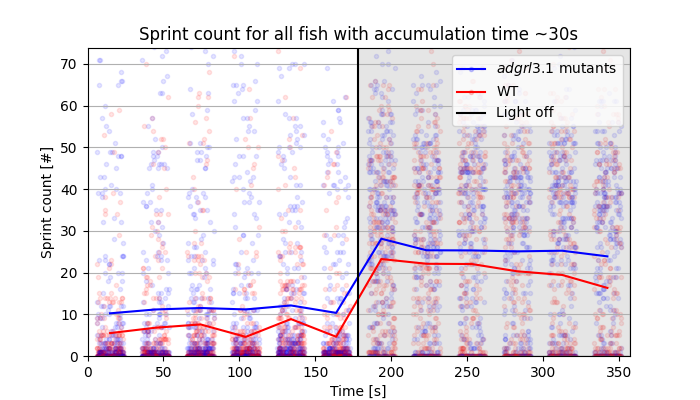 Sprint count for all fish with accumulation time ~30s
Sprint count [#]
70
60
50
40
30
20
10
0
adgrl3.1 mutants
WT
Light off
0 50 100 150 200 250 300 350
Time [s]